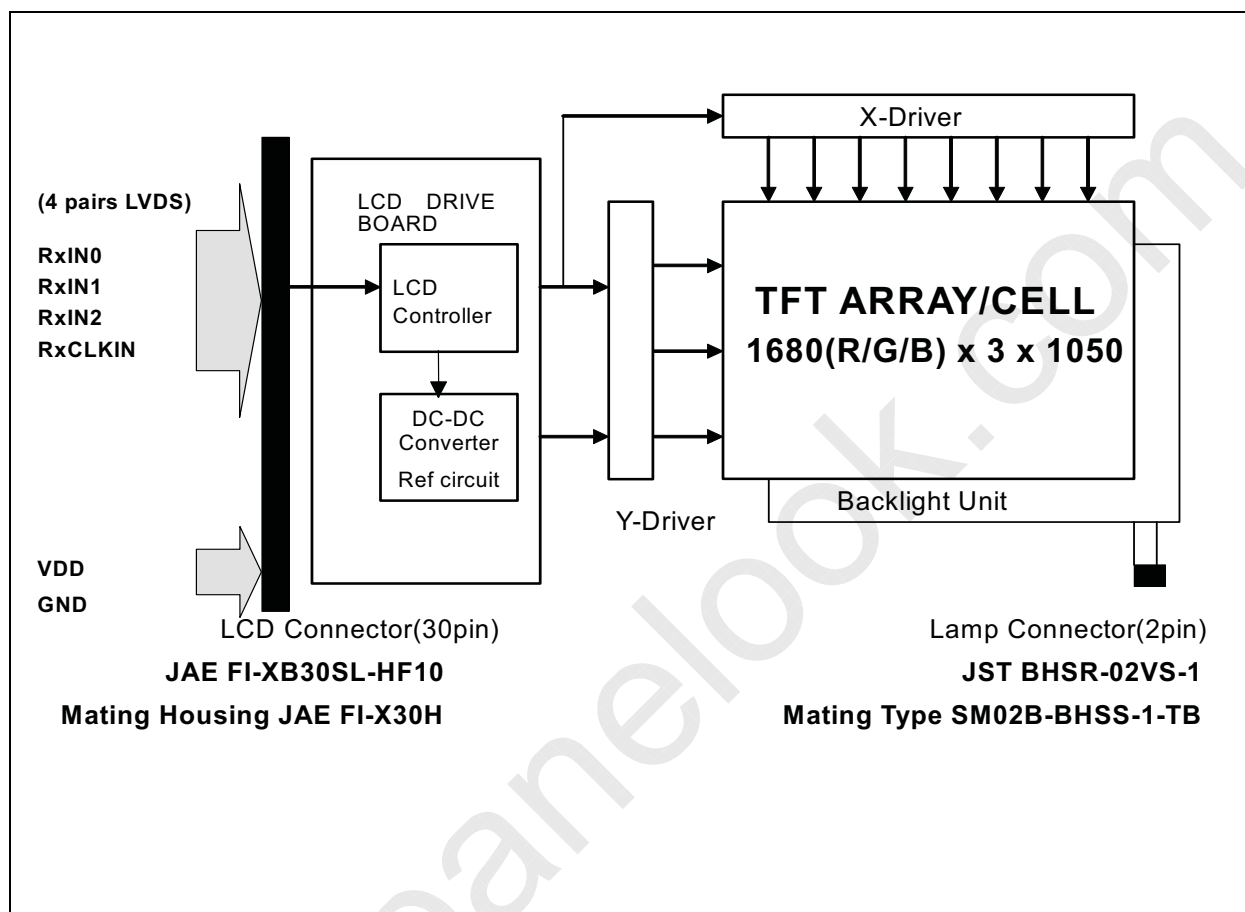 X-Driver
(4 pairs LVDS)
RxIN0
RxIN1
RxIN2
RxCLKIN
LCD DRIVE
BOARD
LCD
Controller
DC-DC
Converter
Ref circuit
TFT ARRAY/CELL
1680(R/G/B) x 3 x 1050
Backlight Unit
Y-Driver
VDD
GND
LCD Connector(30pin)
JAE FI-XB30SL-HF10
Mating Housing JAE FI-X30H
Lamp Connector(2pin)
JST BHSR-02VS-1
Mating Type SM02B-BHSS-1-TB
panelook.com